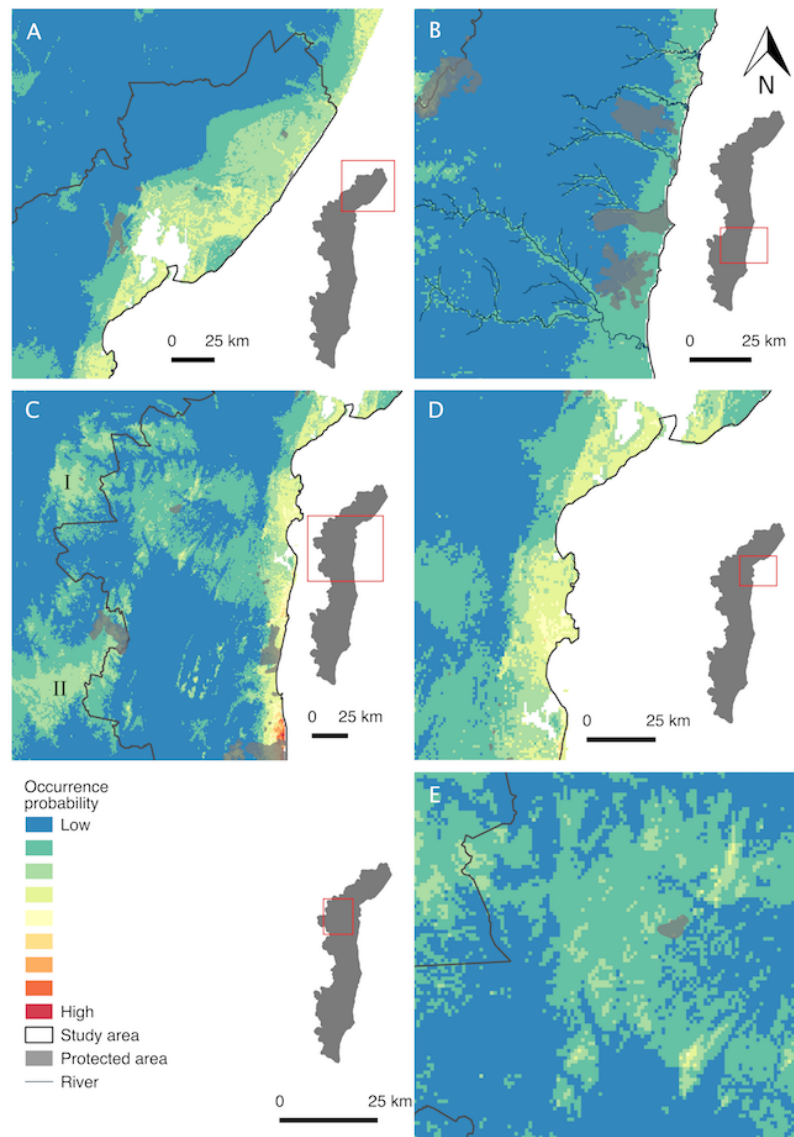 A
0 25 km
B
N
0 25 km
C
I
II
0 25 km
D
0 25 km
Occurrence
probability
Low
High
Study area
Protected area
River
0 25 km
E